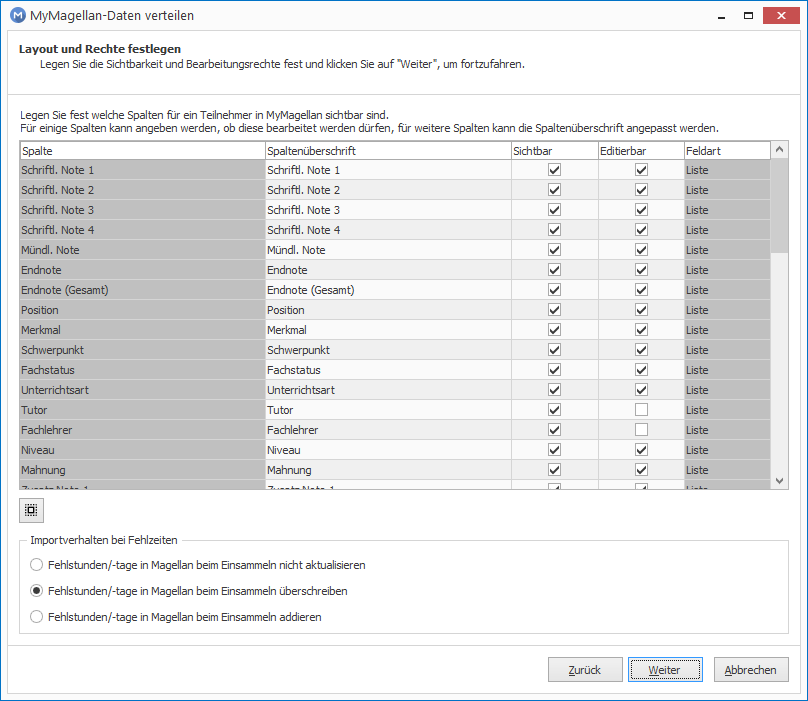 MyMagellan-Daten verteilen
Layout und Rechte festlegen
Legen Sie die Sichtbarkeit und Bearbeitungsrechte fest und klicken Sie auf "Weiter", um fortzufahren.
Legen Sie fest welche Spalten für ein Teilnehmer in MyMagellan sichtbar sind.
Für einige Spalten kann angeben werden, ob diese bearbeitet werden dürfen, für weitere Spalten kann die Spaltenüberschrift angepasst werden.
Spalte Spaltenüberschrift Sichtbar Editierbar Feldart
Schriftl. Note 1 Schriftl. Note 1 Liste
Schriftl. Note 2 Schriftl. Note 2 Liste
Schriftl. Note 3 Schriftl. Note 3 Liste
Schriftl. Note 4 Schriftl. Note 4 Liste
Mündl. Note Mündl. Note Liste
Endnote Endnote Liste
Endnote (Gesamt) Endnote (Gesamt) Liste
Position Position Liste
Merkmal Merkmal Liste
Schwerpunkt Schwerpunkt Liste
Fachstatus Fachstatus Liste
Unterrichtsart Unterrichtsart Liste
Tutor Tutor Liste
Fachlehrer Fachlehrer Liste
Niveau Niveau Liste
Mahnung Mahnung Liste
Zusatz Note 1 Zusatz Note 1 Liste
Importverhalten bei Fehlzeiten
Fehlstunden/-tage in Magellan beim Einsammeln nicht aktualisieren
Fehlstunden/-tage in Magellan beim Einsammeln überschreiben
Fehlstunden/-tage in Magellan beim Einsammeln addieren
Zurück Weiter Abbrechen